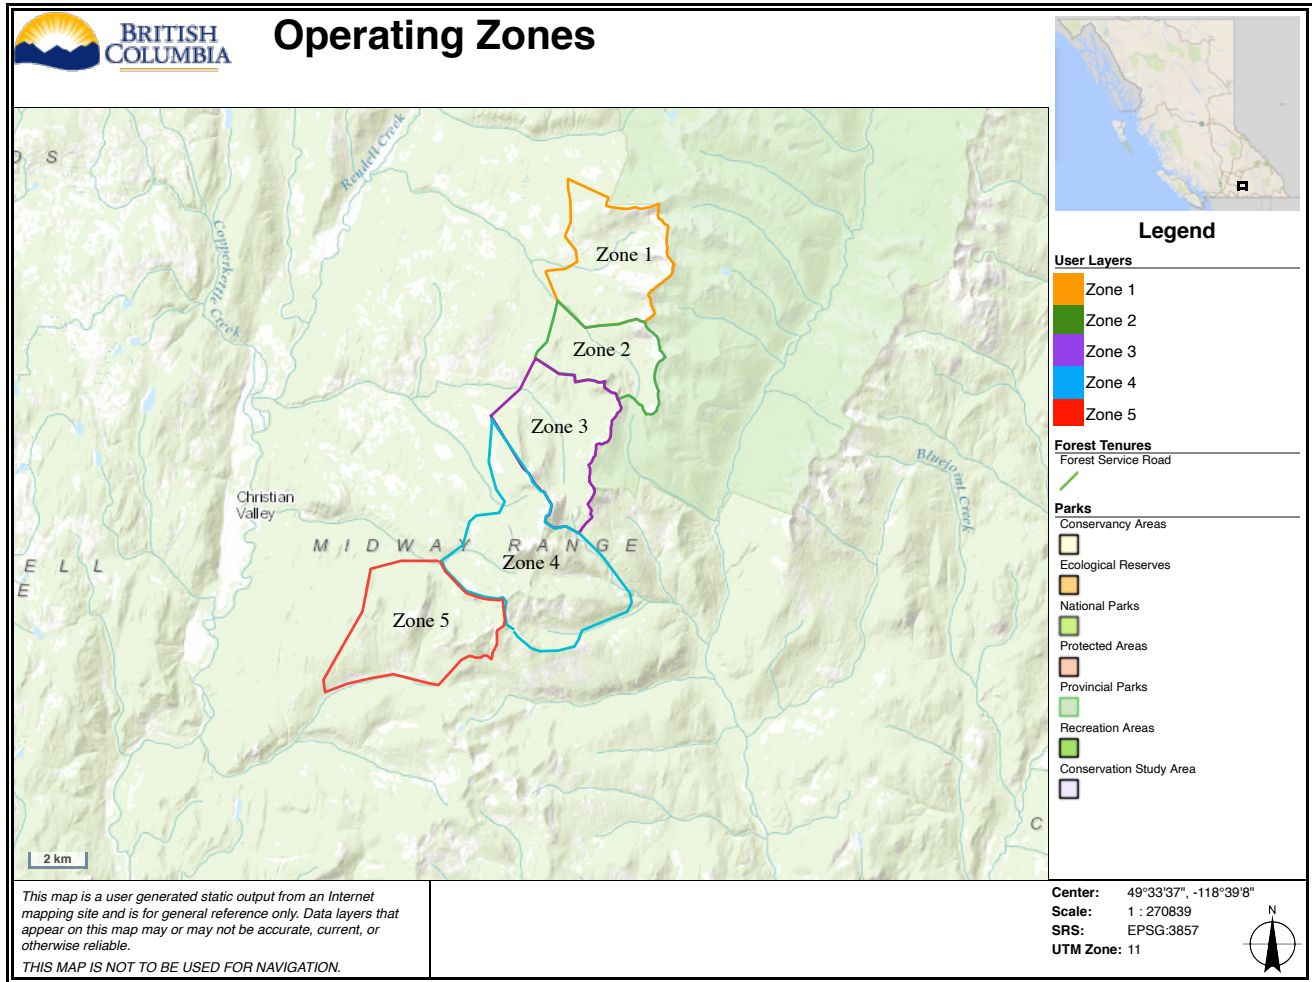 BRITISH
COLUMBIA
Operating Zones
O S
Rendell Creek
Copperkettle Creek
Zone 1
Zone 2
Zone 3
Christian
Valley
Bluejoint Creek
M I D W A Y R A N G E
E L L
E
Zone 4
Zone 5
C
2 km
Legend
User Layers
Zone 1
Zone 2
Zone 3
Zone 4
Zone 5
Forest Tenures
Forest Service Road
Parks
Conservancy Areas
Ecological Reserves
National Parks
Protected Areas
Provincial Parks
Recreation Areas
Conservation Study Area
This map is a user generated static output from an Internet
mapping site and is for general reference only. Data layers that
appear on this map may or may not be accurate, current, or
otherwise reliable.
THIS MAP IS NOT TO BE USED FOR NAVIGATION.
Center: 49°33'37", -118°39'8"
Scale: 1 : 270839
SRS: EPSG:3857
UTM Zone: 11
N